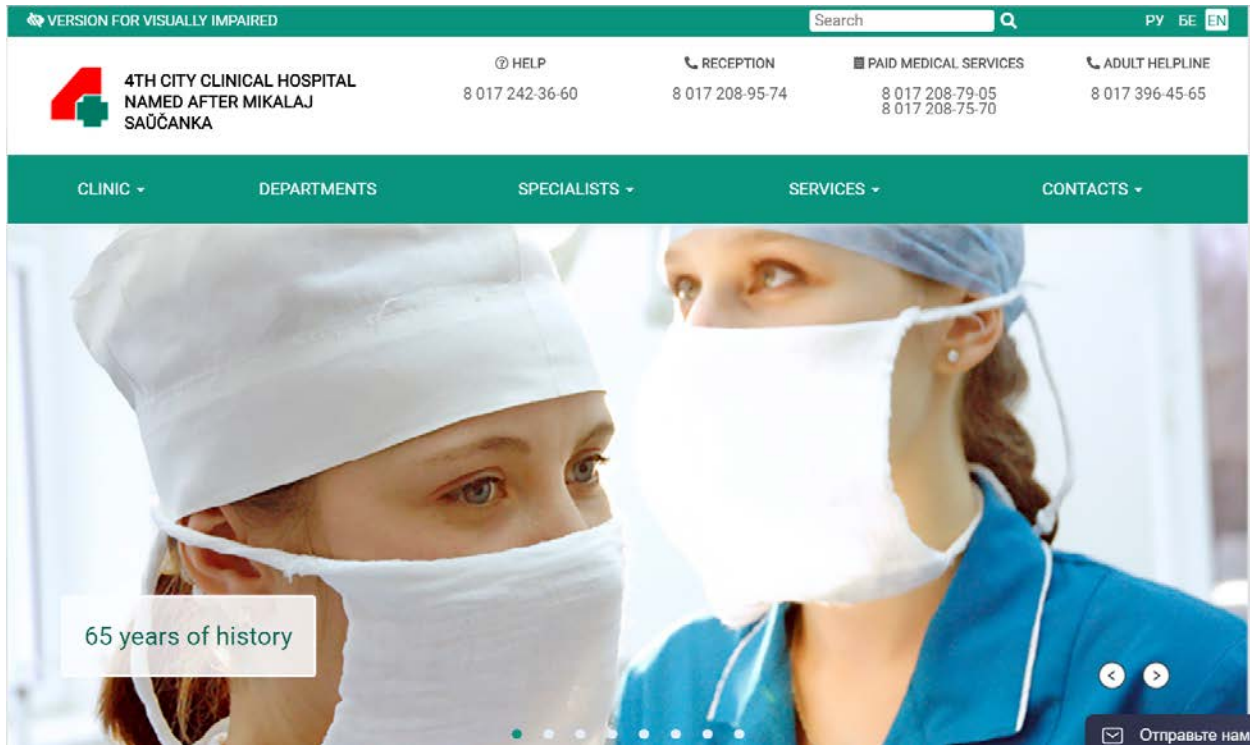 VERSION FOR VISUALLY IMPAIRED
Search
РУ БЕ EN
4TH CITY CLINICAL HOSPITAL
NAMED AFTER MIKALAJ
SAŬČANKA
HELP
8 017 242-36-60
RECEPTION
8 017 208-95-74
PAID MEDICAL SERVICES
8 017 208-79-05
8 017 208-75-70
ADULT HELPLINE
8 017 396-45-65
CLINIC
DEPARTMENTS
SPECIALISTS
SERVICES
CONTACTS
65 years of history
Отправьте нам